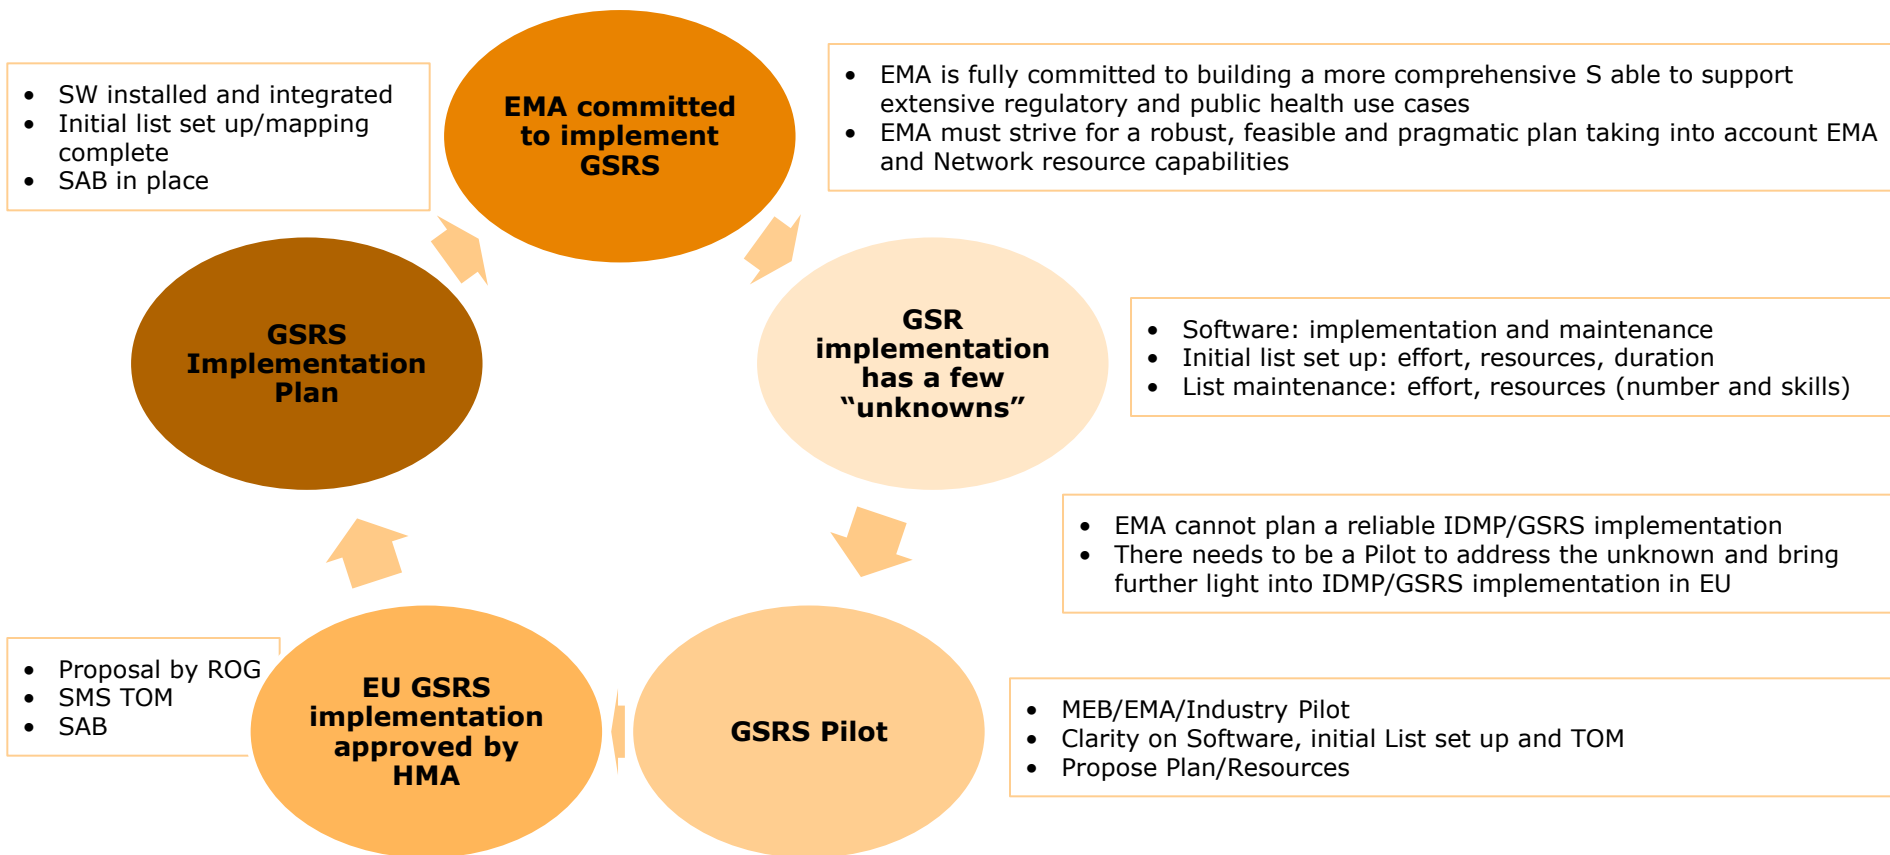 EMA committed
to implement
GSRS
• EMA is fully committed to building a more comprehensive S able to support
extensive regulatory and public health use cases
• EMA must strive for a robust, feasible and pragmatic plan taking into account EMA
and Network resource capabilities
GSR
implementation
has a few
“unknowns”
• Software: implementation and maintenance
• Initial list set up: effort, resources, duration
• List maintenance: effort, resources (number and skills)
• EMA cannot plan a reliable IDMP/GSRS implementation
• There needs to be a Pilot to address the unknown and bring
further light into IDMP/GSRS implementation in EU
GSRS Pilot
• MEB/EMA/Industry Pilot
• Clarity on Software, initial List set up and TOM
• Propose Plan/Resources
EU GSRS
implementation
approved by
HMA
• Proposal by ROG
• SMS TOM
• SAB
GSRS
Implementation
Plan
• SW installed and integrated
• Initial list set up/mapping
complete
• SAB in place